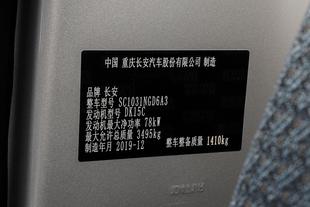 中国 重庆长安汽车股份有限公司 制造
品牌 长安
整车型号 SC1031NGD6A3
发动机型号 DK15C
发动机最大净功率 78kW
最大允许总质量 3495kg
整车整备质量 1410kg
制造年月 2019-12